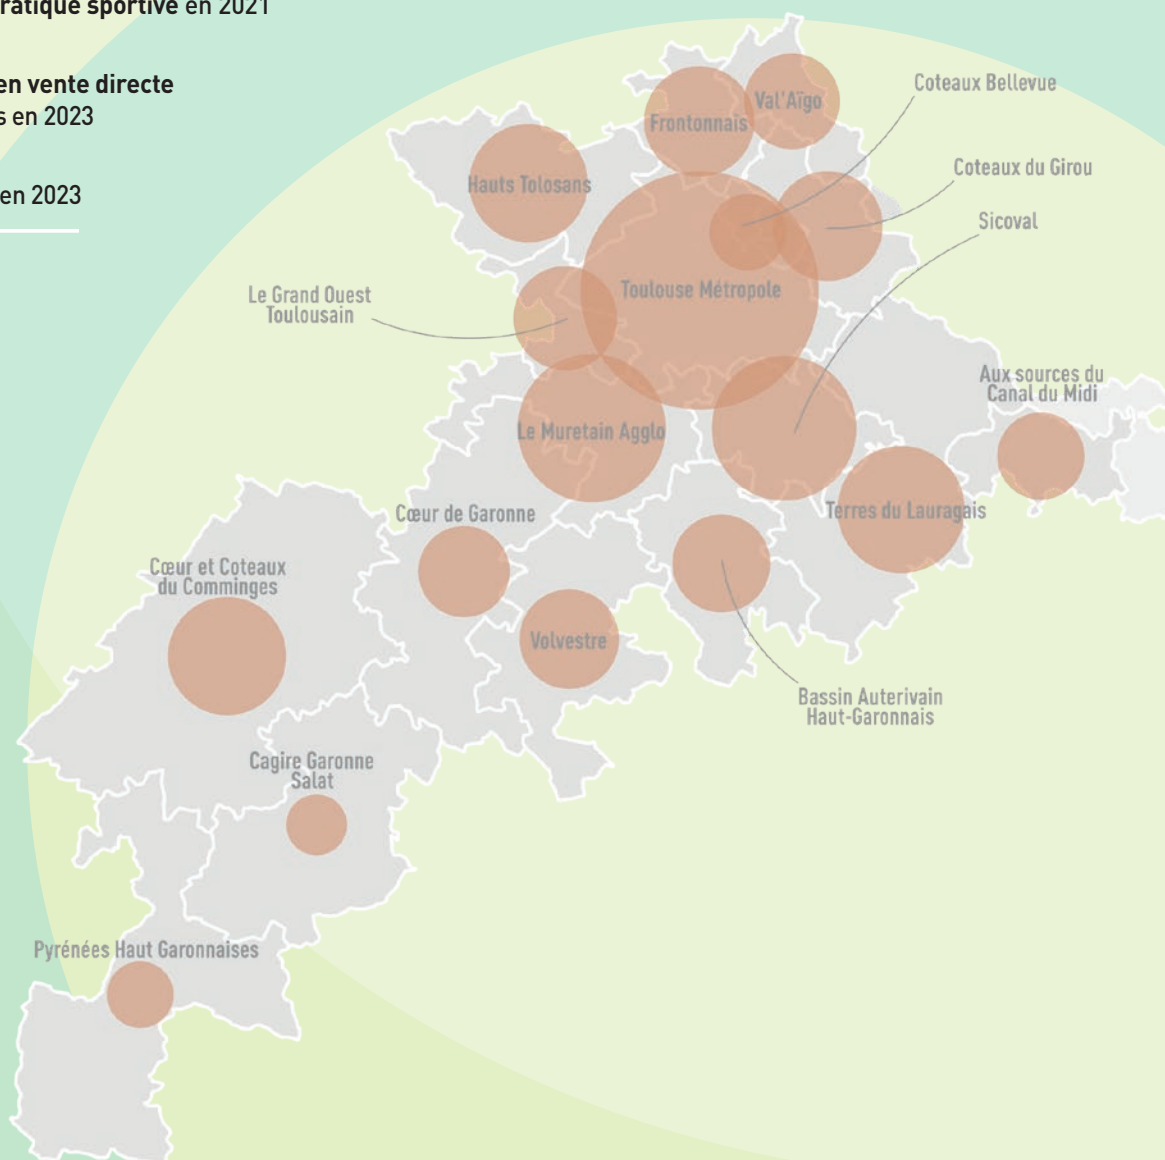 ratique sportive en 2021
en vente directe
s en 2023
en 2023
Coteaux Bellevue
Val'Aïgo
Frontonnais
Coteaux du Girou
Hauts Tolosans
Sicoval
Toulouse Métropole
Le Grand Ouest
Toulousain
Aux sources du
Canal du Midi
Le Muretain Agglo
Terres du Lauragais
Cœur de Garonne
Cœur et Coteaux
du Comminges
Volvestre
Bassin Auterivain
Haut-Garonnais
Cagire Garonne
Salat
Pyrénées Haut Garonnaises